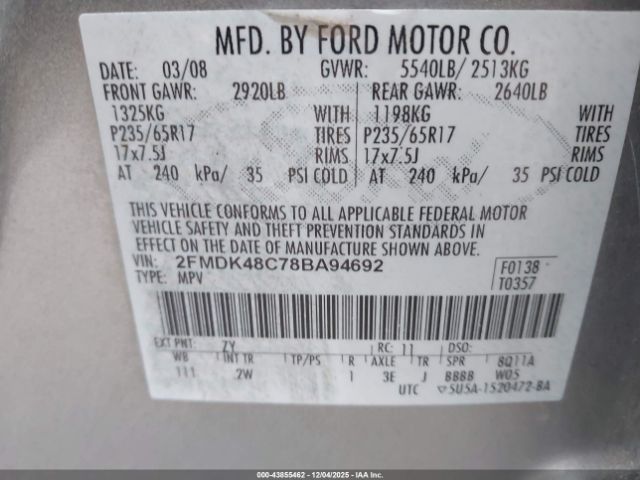 MFD. BY FORD MOTOR CO.
DATE: 03/08 GVWR: 5540LB/ 2513KG
FRONT GAWR: 2920LB REAR GAWR: 2640LB
1325KG WITH 1198KG WITH
P235/65R17 TIRES P235/65R17 TIRES
17x7.5J RIMS 17x7.5J RIMS
AT 240 kPa/ 35 PSI COLD AT 240 kPa/ 35 PSI COLD
THIS VEHICLE CONFORMS TO ALL APPLICABLE FEDERAL MOTOR
VEHICLE SAFETY AND THEFT PREVENTION STANDARDS IN
EFFECT ON THE DATE OF MANUFACTURE SHOWN ABOVE.
VIN: 2FMDK48C78BA94692 F0138
TYPE: MPV T0357
EXT PNT: ZY RC: 11 DSO:
WB INT TR TP/PS R AXLE TR SPR 8Q11A
111 2W 1 3E J BBBB W05
UTC 5U5A-1520472-BA
000-43855462 - 12/04/2025 - IAAI.COM